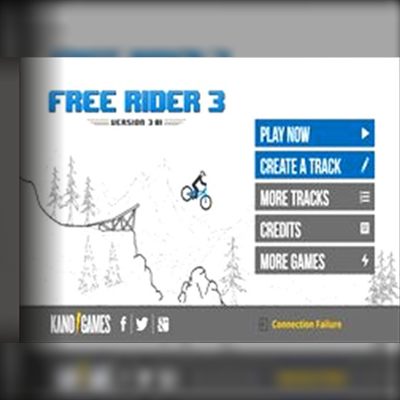 FREE RIDER 3
VERSION 3 01
PLAY NOW
CREATE A TRACK
MORE TRACKS
CREDITS
MORE GAMES
KANO GAMES
Connection Failure